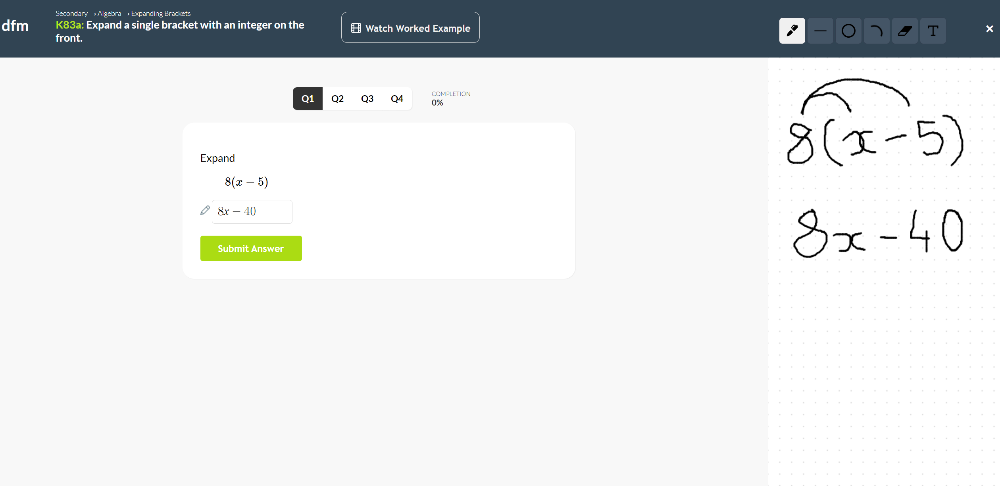 dfm
Secondary → Algebra → Expanding Brackets
K83a: Expand a single bracket with an integer on the
front.
Watch Worked Example
T
×
Q1 Q2 Q3 Q4
COMPLETION
0%
Expand
8(x − 5)
8x − 40
Submit Answer
8(x − 5)
8x − 40